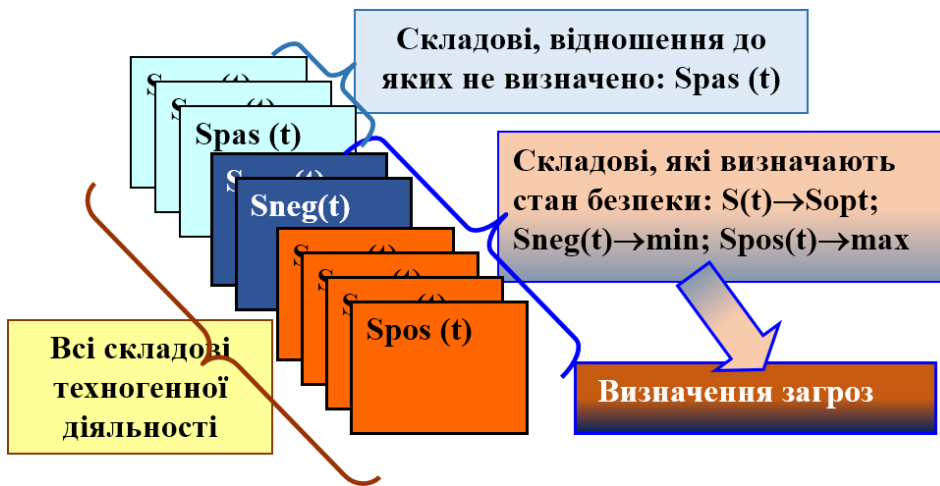 Складові, відношення до
яких не визначено: Spas (t)
Spas (t)
Складові, які визначають
стан безпеки: S(t)→Sopt;
Sneg(t)→min; Spos(t)→max
Sneg(t)
Spos (t)
Всі складові
техногенної
діяльності
Визначення загроз